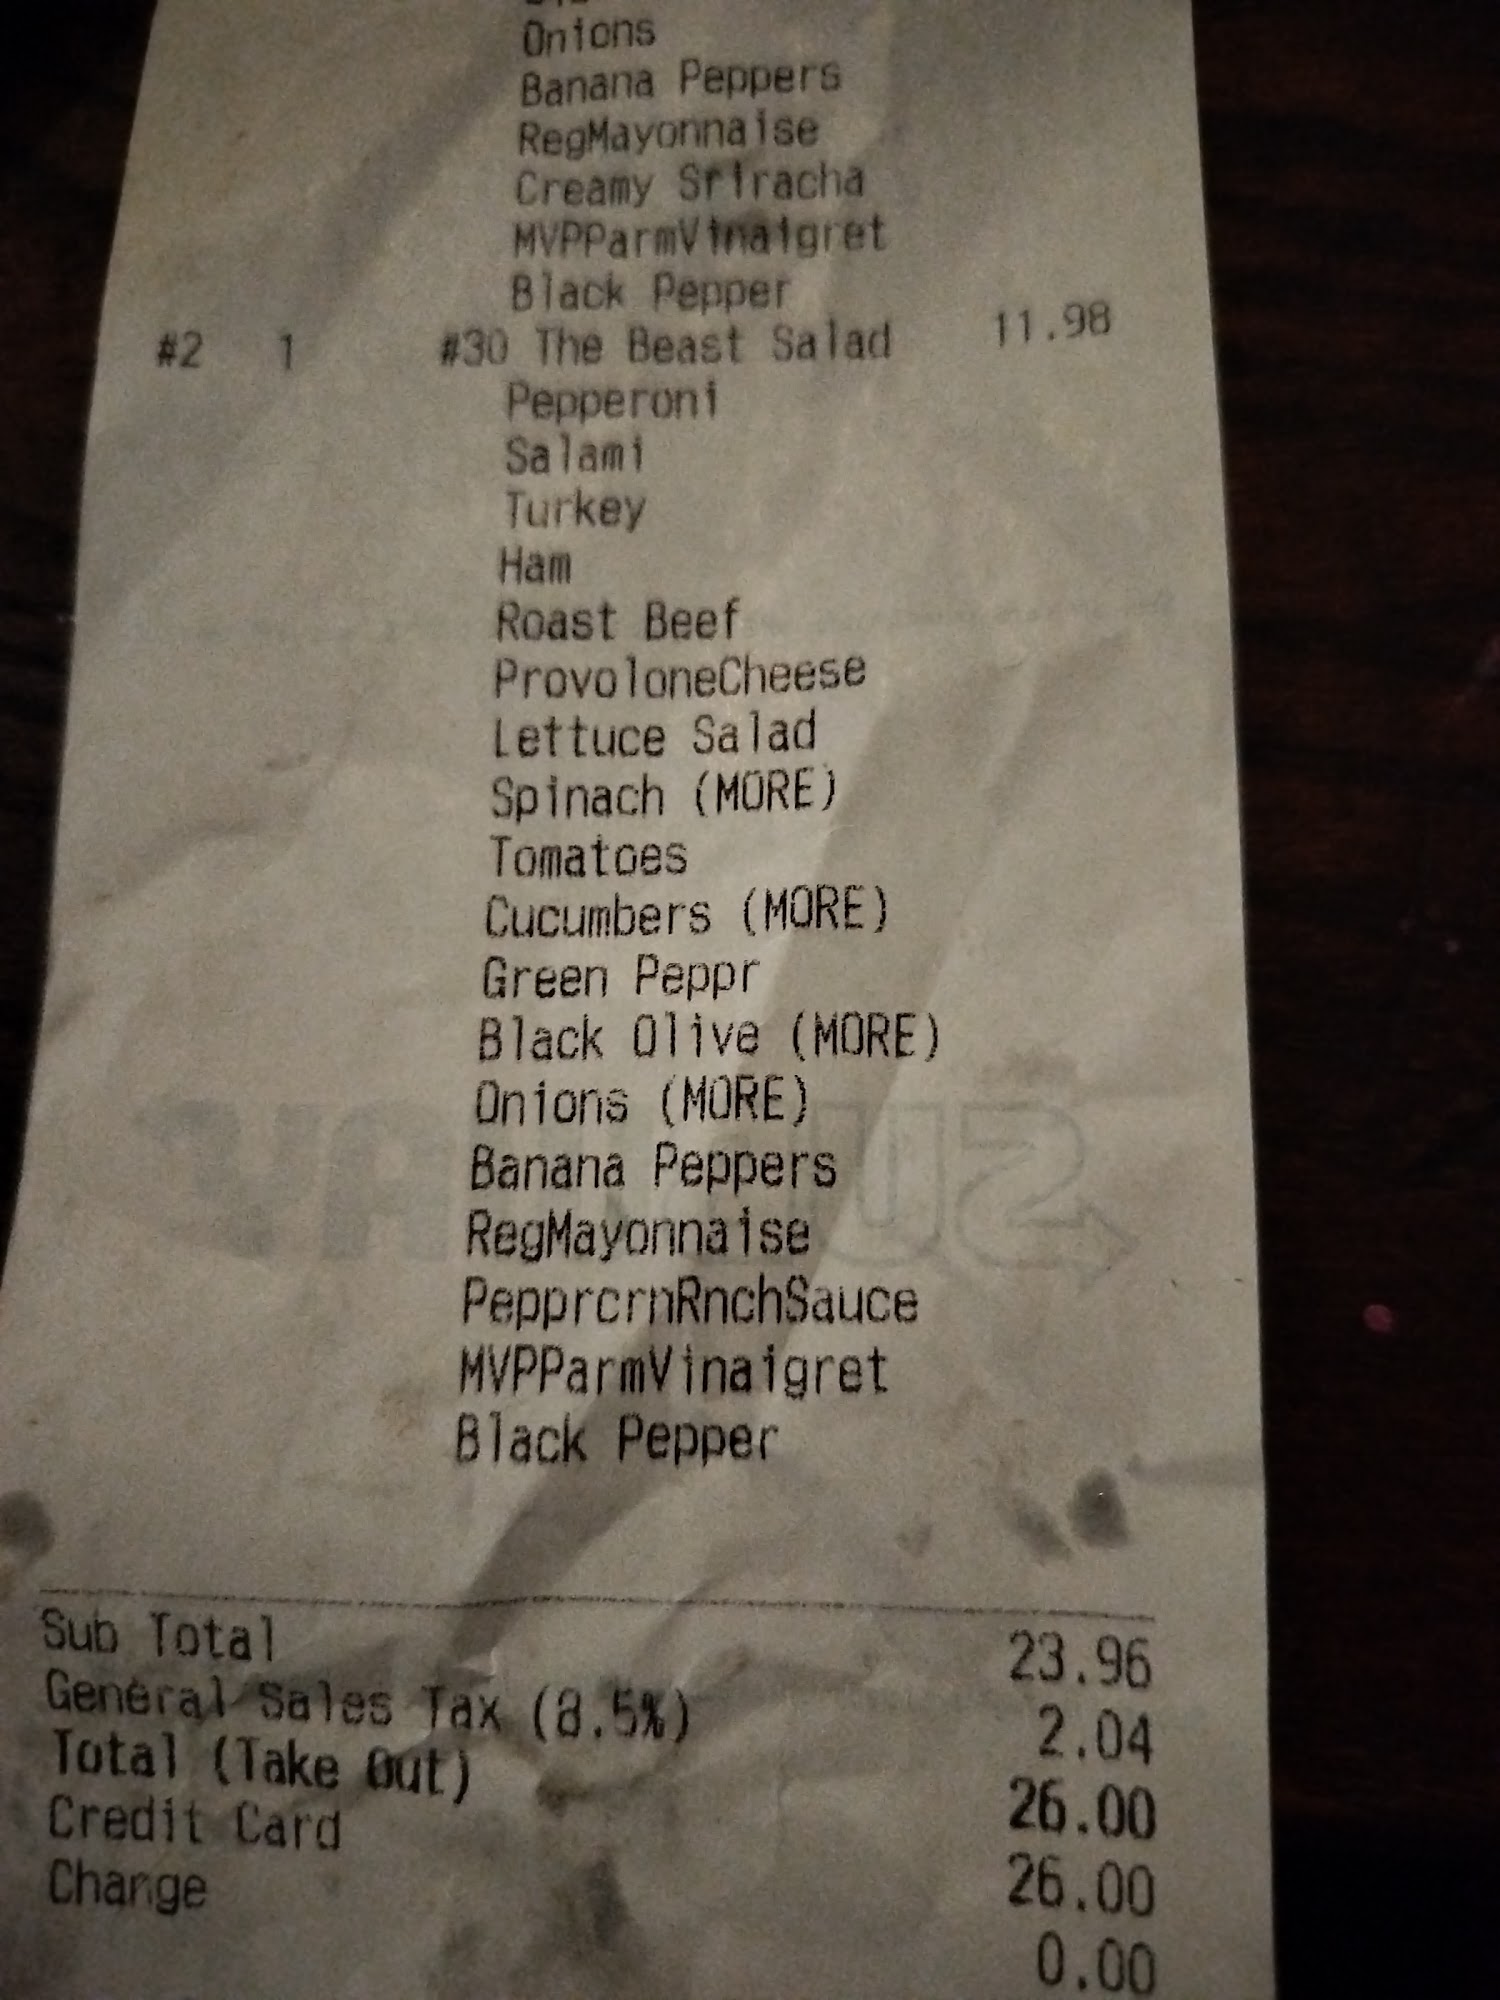 Onions
Banana Peppers
RegMayonnaise
Creamy Sriracha
MVPParmVinaigret
Black Pepper
#2 1 #30 The Beast Salad 11.98
Pepperoni
Salami
Turkey
Ham
Roast Beef
ProvoloneCheese
Lettuce Salad
Spinach (MORE)
Tomatoes
Cucumbers (MORE)
Green Peppr
Black Olive (MORE)
Onions (MORE)
Banana Peppers
RegMayonnaise
PepprcrnRnchSauce
MVPParmVinaigret
Black Pepper
Sub Total 23.96
General Sales Tax (8.5%) 2.04
Total (Take Out) 26.00
Credit Card 26.00
Change 0.00